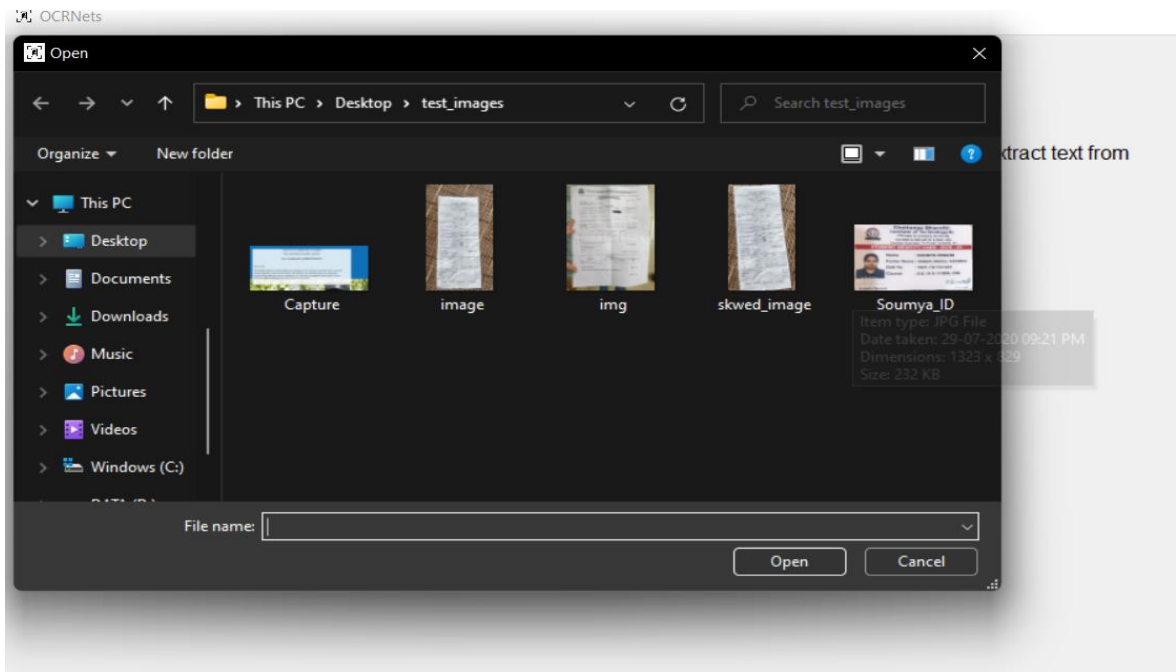 OCRNets
Open
This PC > Desktop > test_images
Search test_images
Organize
New folder
xtract text from
This PC
Desktop
Documents
Downloads
Music
Pictures
Videos
Windows (C:)
Capture
image
img
skwed_image
Soumya_ID
Item type: JPG File
Date taken: 29-07-2020 09:21 PM
Dimensions: 1323 x 829
Size: 232 KB
File name:
Open
Cancel